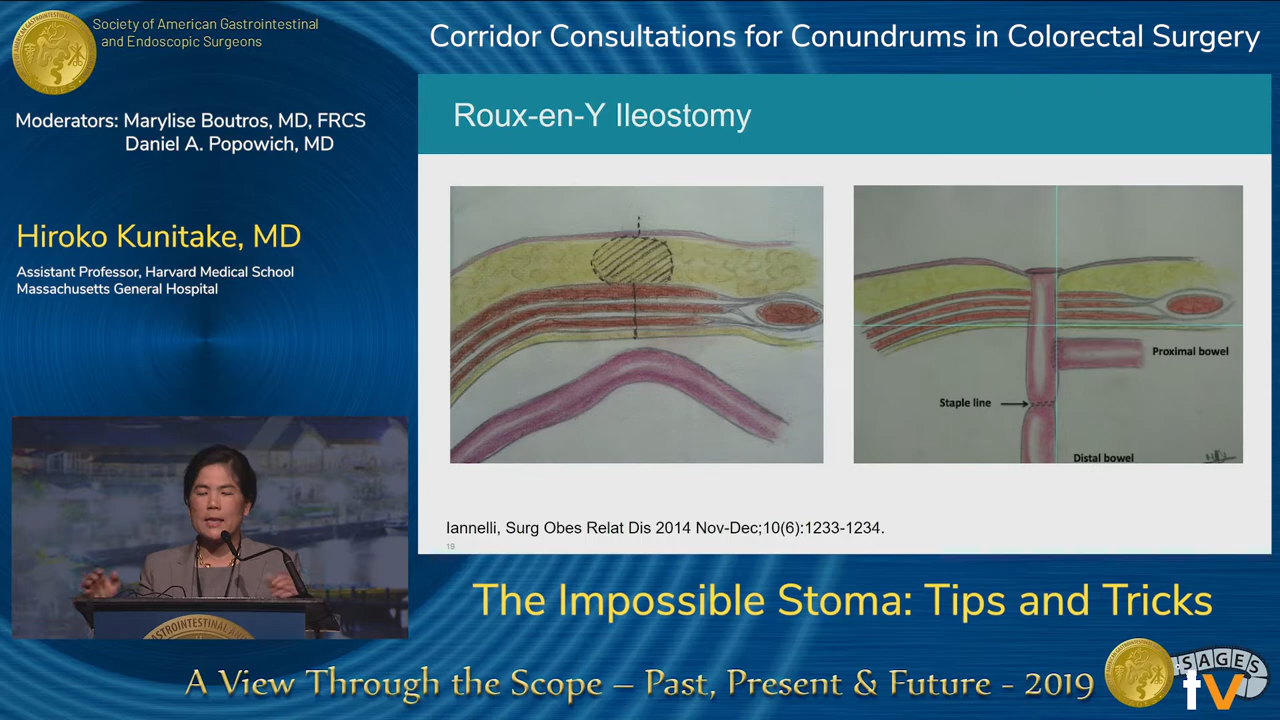 Society of American Gastrointestinal
and Endoscopic Surgeons
Corridor Consultations for Conundrums in Colorectal Surgery
Moderators: Marylise Boutros, MD, FRCS
Daniel A. Popowich, MD
Hiroko Kunitake, MD
Assistant Professor, Harvard Medical School
Massachusetts General Hospital
Roux-en-Y Ileostomy
Proximal bowel
Staple line
Distal bowel
Iannelli, Surg Obes Relat Dis 2014 Nov-Dec;10(6):1233-1234.
19
The Impossible Stoma: Tips and Tricks
A View Through the Scope – Past, Present & Future - 2019
SAGES
tv